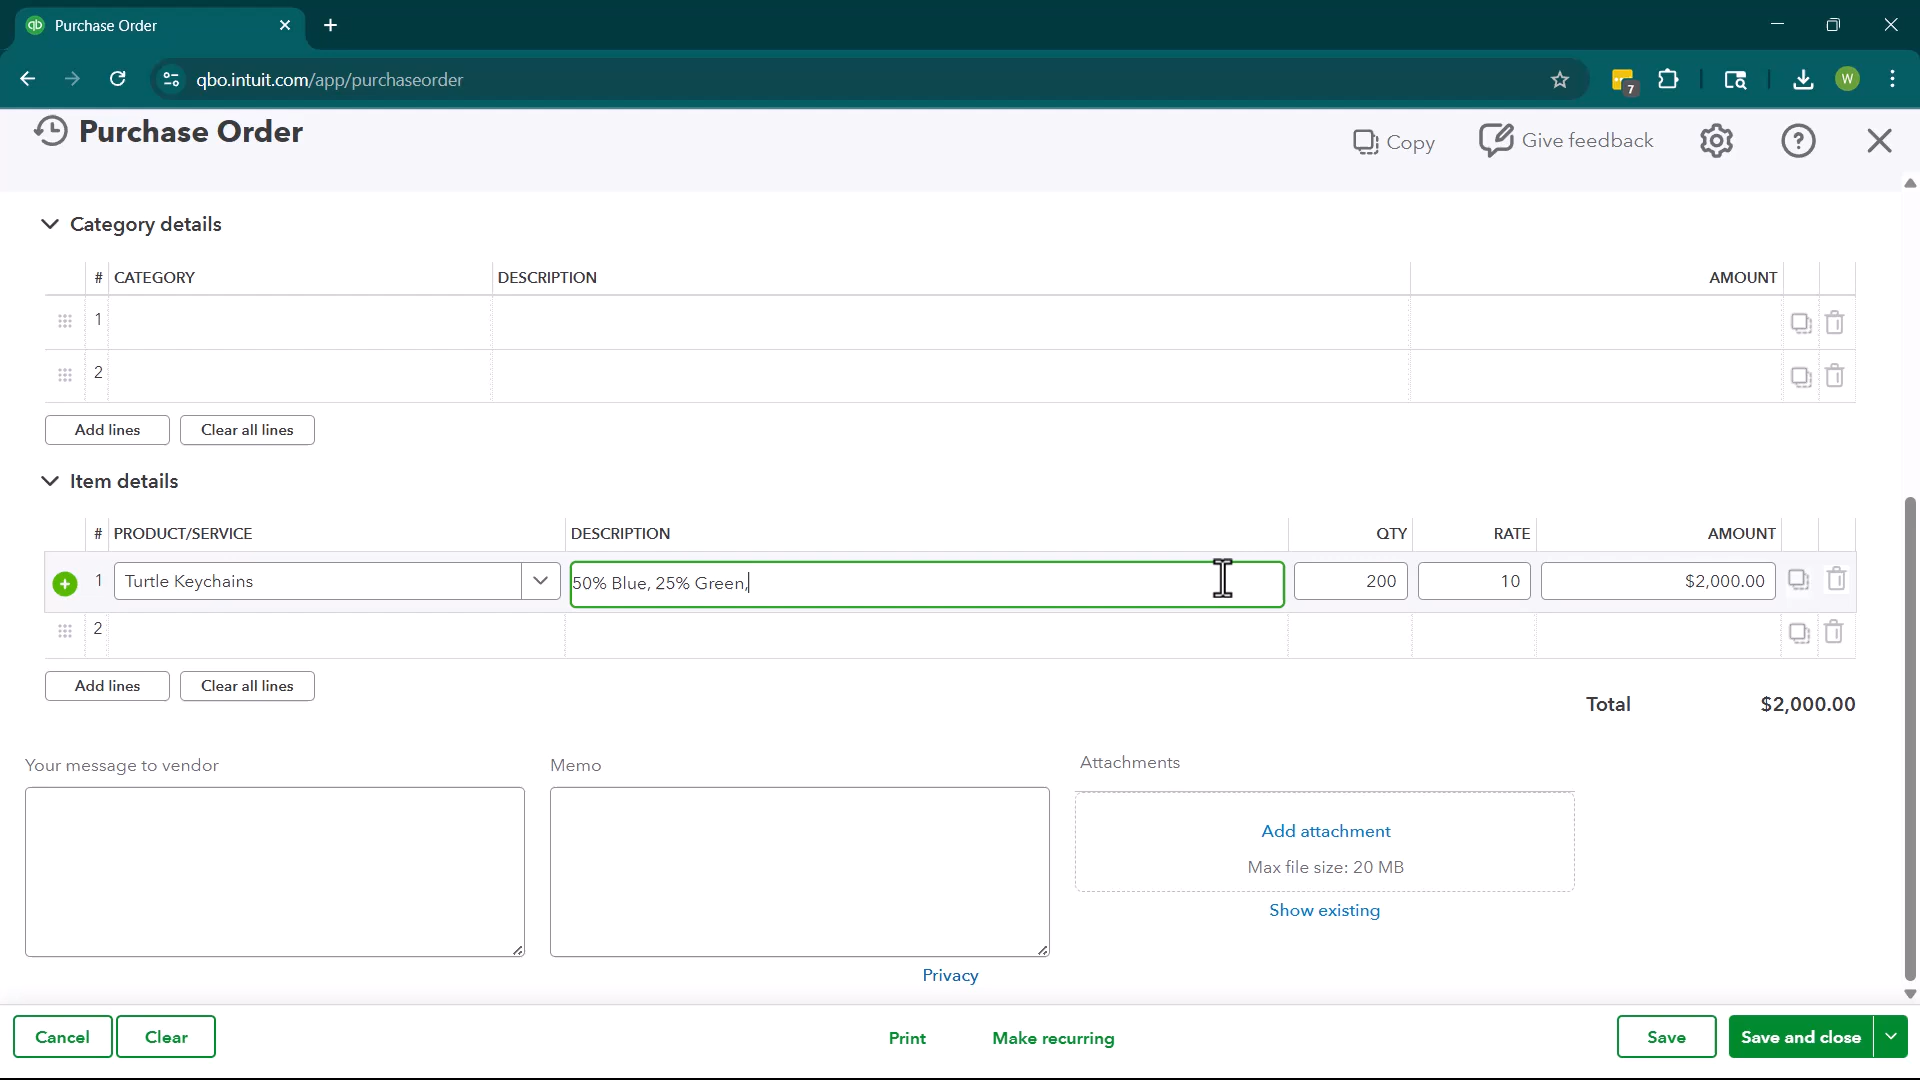 qb Purchase Order
qbo.intuit.com/app/purchaseorder
7
W
Purchase Order
Copy
Give feedback
Category details
# CATEGORY DESCRIPTION AMOUNT
1
2
Add lines Clear all lines
Item details
# PRODUCT/SERVICE DESCRIPTION QTY RATE AMOUNT
1 Turtle Keychains 50% Blue, 25% Green, 200 10 $2,000.00
2
Add lines Clear all lines
Total $2,000.00
Your message to vendor
Memo
Attachments
Add attachment
Max file size: 20 MB
Show existing
Privacy
Cancel Clear Print Make recurring Save Save and close